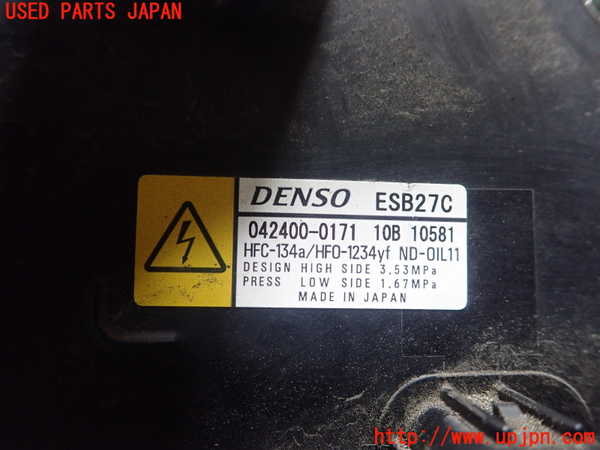 USED PARTS JAPAN
DENSO ESB27C
042400-0171 10B 10581
HFC-134a/HFO-1234yf ND-OIL11
DESIGN HIGH SIDE 3.53MPa
PRESS LOW SIDE 1.67MPa
MADE IN JAPAN
www.upjpn.com